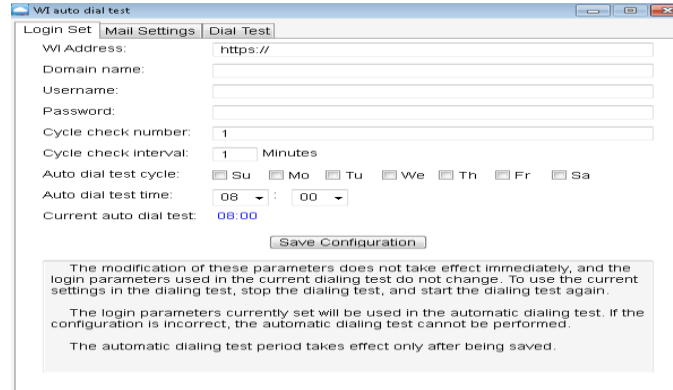 WI auto dial test
Login Set Mail Settings Dial Test
WI Address: https://
Domain name:
Username:
Password:
Cycle check number: 1
Cycle check interval: 1 Minutes
Auto dial test cycle: Su Mo Tu We Th Fr Sa
Auto dial test time: 08 : 00
Current auto dial test: 08:00
Save Configuration
The modification of these parameters does not take effect immediately, and the
login parameters used in the current dialing test do not change. To use the current
settings in the dialing test, stop the dialing test, and start the dialing test again.
The login parameters currently set will be used in the automatic dialing test. If the
configuration is incorrect, the automatic dialing test cannot be performed.
The automatic dialing test period takes effect only after being saved.